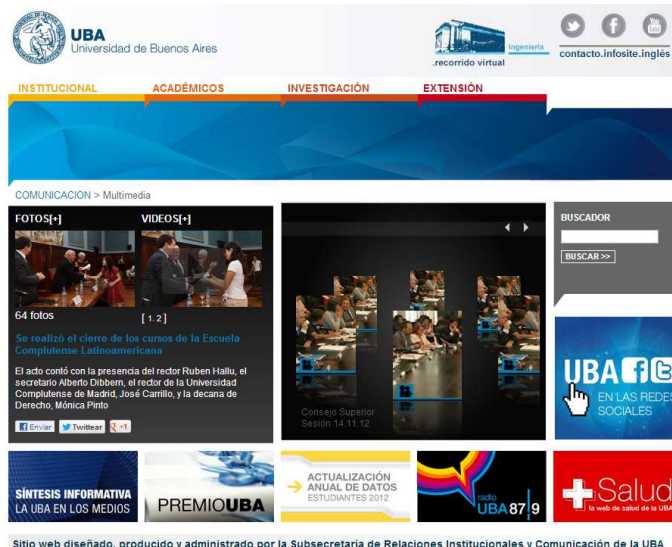 UBA
Universidad de Buenos Aires
Ingeniería
.recorrido virtual
contacto.infosite.inglés
INSTITUCIONAL
ACADÉMICOS
INVESTIGACIÓN
EXTENSIÓN
COMUNICACION > Multimedia
FOTOS[+]
VIDEOS[+]
64 fotos
[ 1. 2 ]
Se realizó el cierre de los cursos de la Escuela
Complutense Latinoamericana
El acto contó con la presencia del rector Ruben Hallu, el
secretario Alberto Dibbern, el rector de la Universidad
Complutense de Madrid, José Carrillo, y la decana de
Derecho, Mónica Pinto
Enviar
Twittear
+1
Consejo Superior
Sesión 14.11.12
BUSCADOR
BUSCAR >>
UBA
EN LAS REDES
SOCIALES
SÍNTESIS INFORMATIVA
LA UBA EN LOS MEDIOS
PREMIOUBA
ACTUALIZACIÓN
ANUAL DE DATOS
ESTUDIANTES 2012
radio
UBA87|9
Salud
la web de salud de la UBA
Sitio web diseñado, producido y administrado por la Subsecretaría de Relaciones Institucionales y Comunicación de la UBA